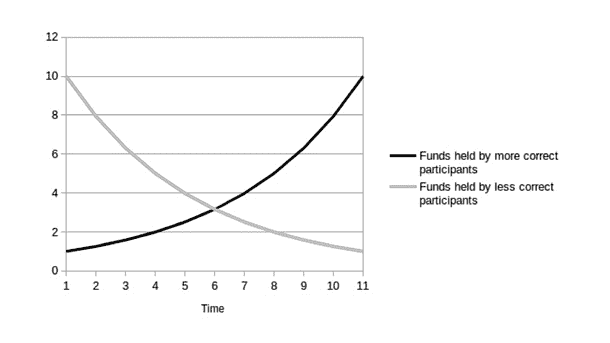 12
10
8
6
4
2
0
1 2 3 4 5 6 7 8 9 10 11
Time
Funds held by more correct
participants
Funds held by less correct
participants